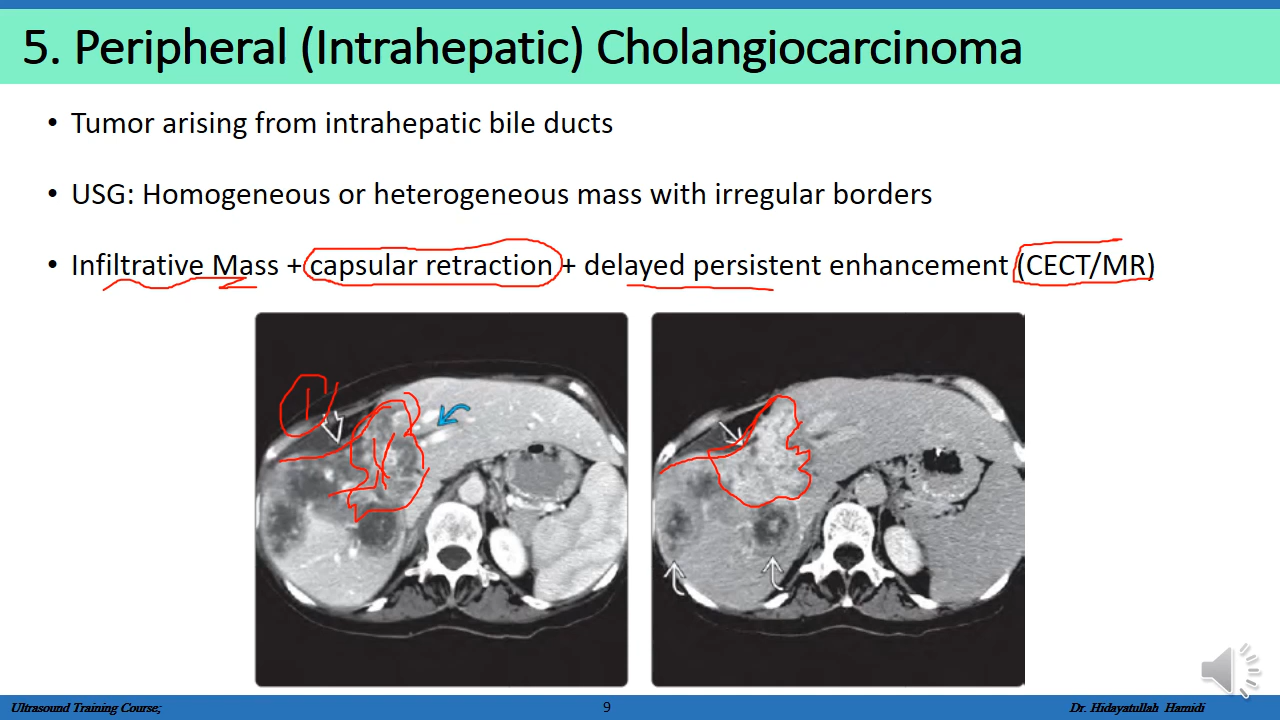 5. Peripheral (Intrahepatic) Cholangiocarcinoma
• Tumor arising from intrahepatic bile ducts
• USG: Homogeneous or heterogeneous mass with irregular borders
• Infiltrative Mass + capsular retraction + delayed persistent enhancement (CECT/MR)
Ultrasound Training Course; 9 Dr. Hidayatullah Hamidi